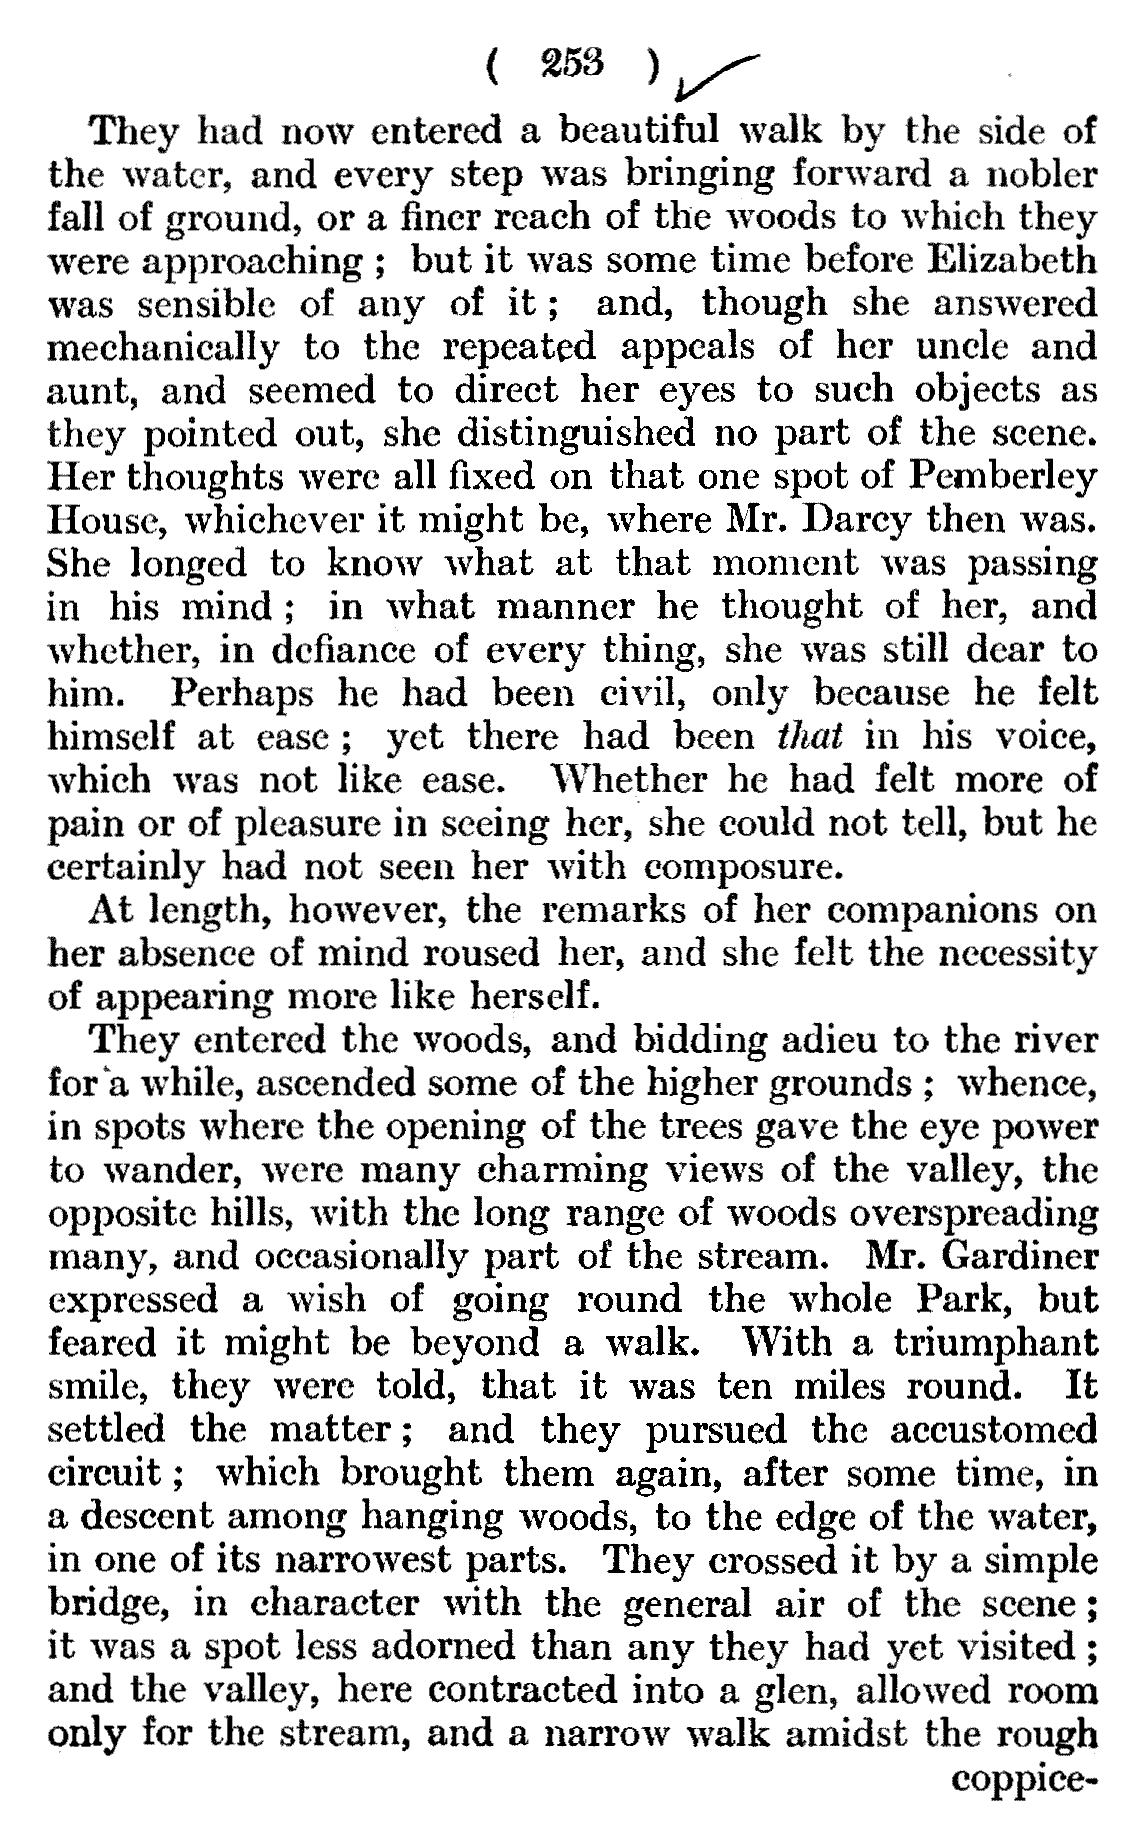 ( 253 )
They had now entered a beautiful walk by the side of
the water, and every step was bringing forward a nobler
fall of ground, or a finer reach of the woods to which they
were approaching ; but it was some time before Elizabeth
was sensible of any of it ; and, though she answered
mechanically to the repeated appeals of her uncle and
aunt, and seemed to direct her eyes to such objects as
they pointed out, she distinguished no part of the scene.
Her thoughts were all fixed on that one spot of Pemberley
House, whichever it might be, where Mr. Darcy then was.
She longed to know what at that moment was passing
in his mind ; in what manner he thought of her, and
whether, in defiance of every thing, she was still dear to
him. Perhaps he had been civil, only because he felt
himself at ease ; yet there had been that in his voice,
which was not like ease. Whether he had felt more of
pain or of pleasure in seeing her, she could not tell, but he
certainly had not seen her with composure.
At length, however, the remarks of her companions on
her absence of mind roused her, and she felt the necessity
of appearing more like herself.
They entered the woods, and bidding adieu to the river
for a while, ascended some of the higher grounds ; whence,
in spots where the opening of the trees gave the eye power
to wander, were many charming views of the valley, the
opposite hills, with the long range of woods overspreading
many, and occasionally part of the stream. Mr. Gardiner
expressed a wish of going round the whole Park, but
feared it might be beyond a walk. With a triumphant
smile, they were told, that it was ten miles round. It
settled the matter ; and they pursued the accustomed
circuit ; which brought them again, after some time, in
a descent among hanging woods, to the edge of the water,
in one of its narrowest parts. They crossed it by a simple
bridge, in character with the general air of the scene ;
it was a spot less adorned than any they had yet visited ;
and the valley, here contracted into a glen, allowed room
only for the stream, and a narrow walk amidst the rough
coppice-